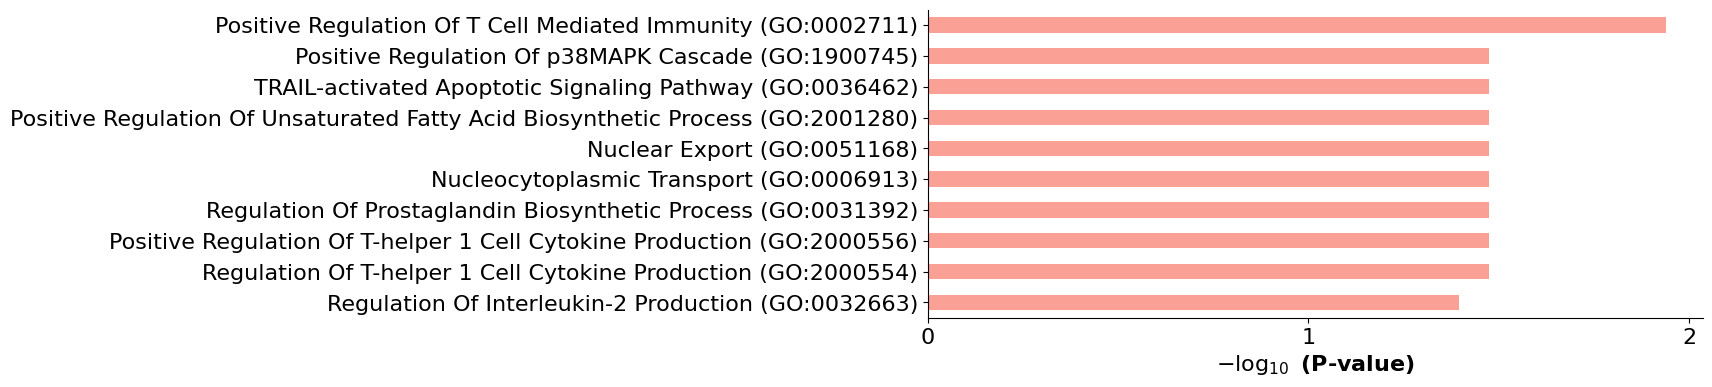 Positive Regulation Of T Cell Mediated Immunity (GO:0002711)
Positive Regulation Of p38MAPK Cascade (GO:1900745)
TRAIL-activated Apoptotic Signaling Pathway (GO:0036462)
Positive Regulation Of Unsaturated Fatty Acid Biosynthetic Process (GO:2001280)
Nuclear Export (GO:0051168)
Nucleocytoplasmic Transport (GO:0006913)
Regulation Of Prostaglandin Biosynthetic Process (GO:0031392)
Positive Regulation Of T-helper 1 Cell Cytokine Production (GO:2000556)
Regulation Of T-helper 1 Cell Cytokine Production (GO:2000554)
Regulation Of Interleukin-2 Production (GO:0032663)
0 1 2
−log₁₀ (P-value)